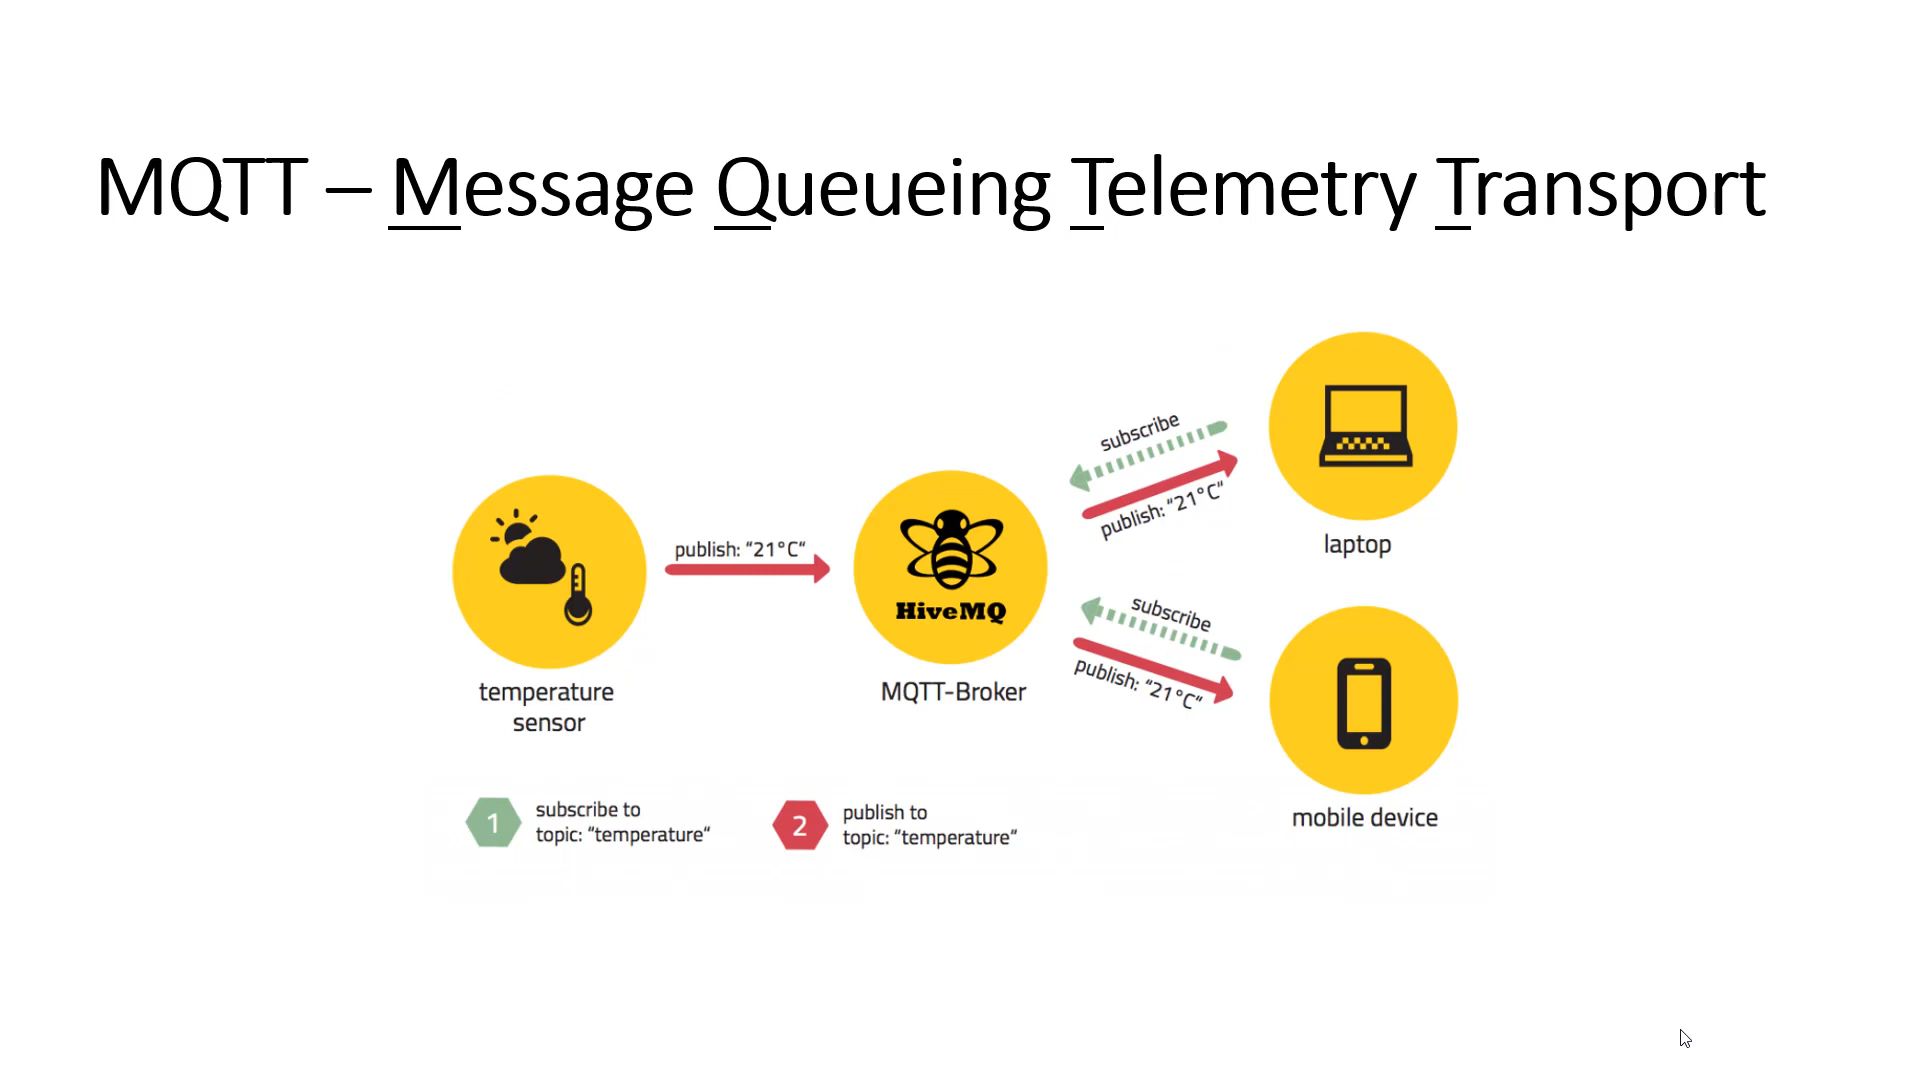 MQTT – Message Queueing Telemetry Transport
subscribe
publish: “21°C“
laptop
publish: “21°C“
HiveMQ
MQTT-Broker
temperature
sensor
subscribe
publish: “21°C“
mobile device
1
subscribe to
topic: “temperature“
2
publish to
topic: “temperature“